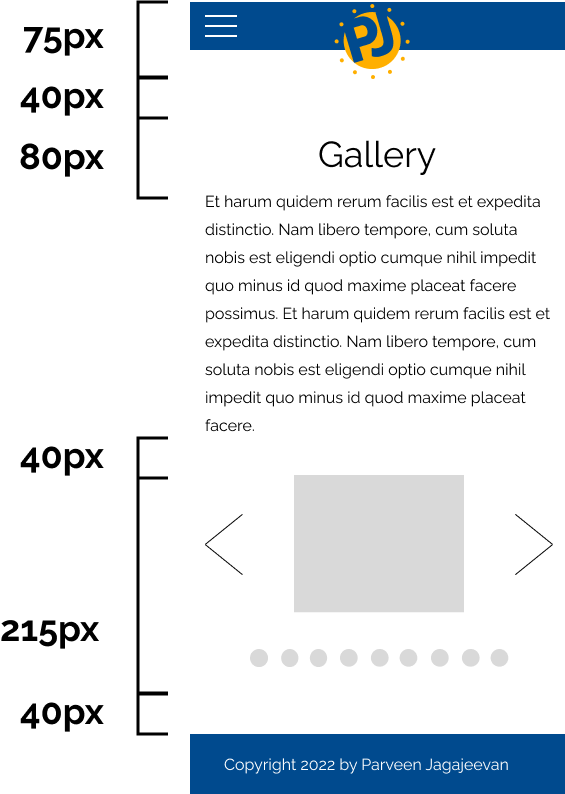 75px
40px
80px
PJ
Gallery
Et harum quidem rerum facilis est et expedita
distinctio. Nam libero tempore, cum soluta
nobis est eligendi optio cumque nihil impedit
quo minus id quod maxime placeat facere
possimus. Et harum quidem rerum facilis est et
expedita distinctio. Nam libero tempore, cum
soluta nobis est eligendi optio cumque nihil
impedit quo minus id quod maxime placeat
facere.
40px
215px
40px
Copyright 2022 by Parveen Jagajeevan